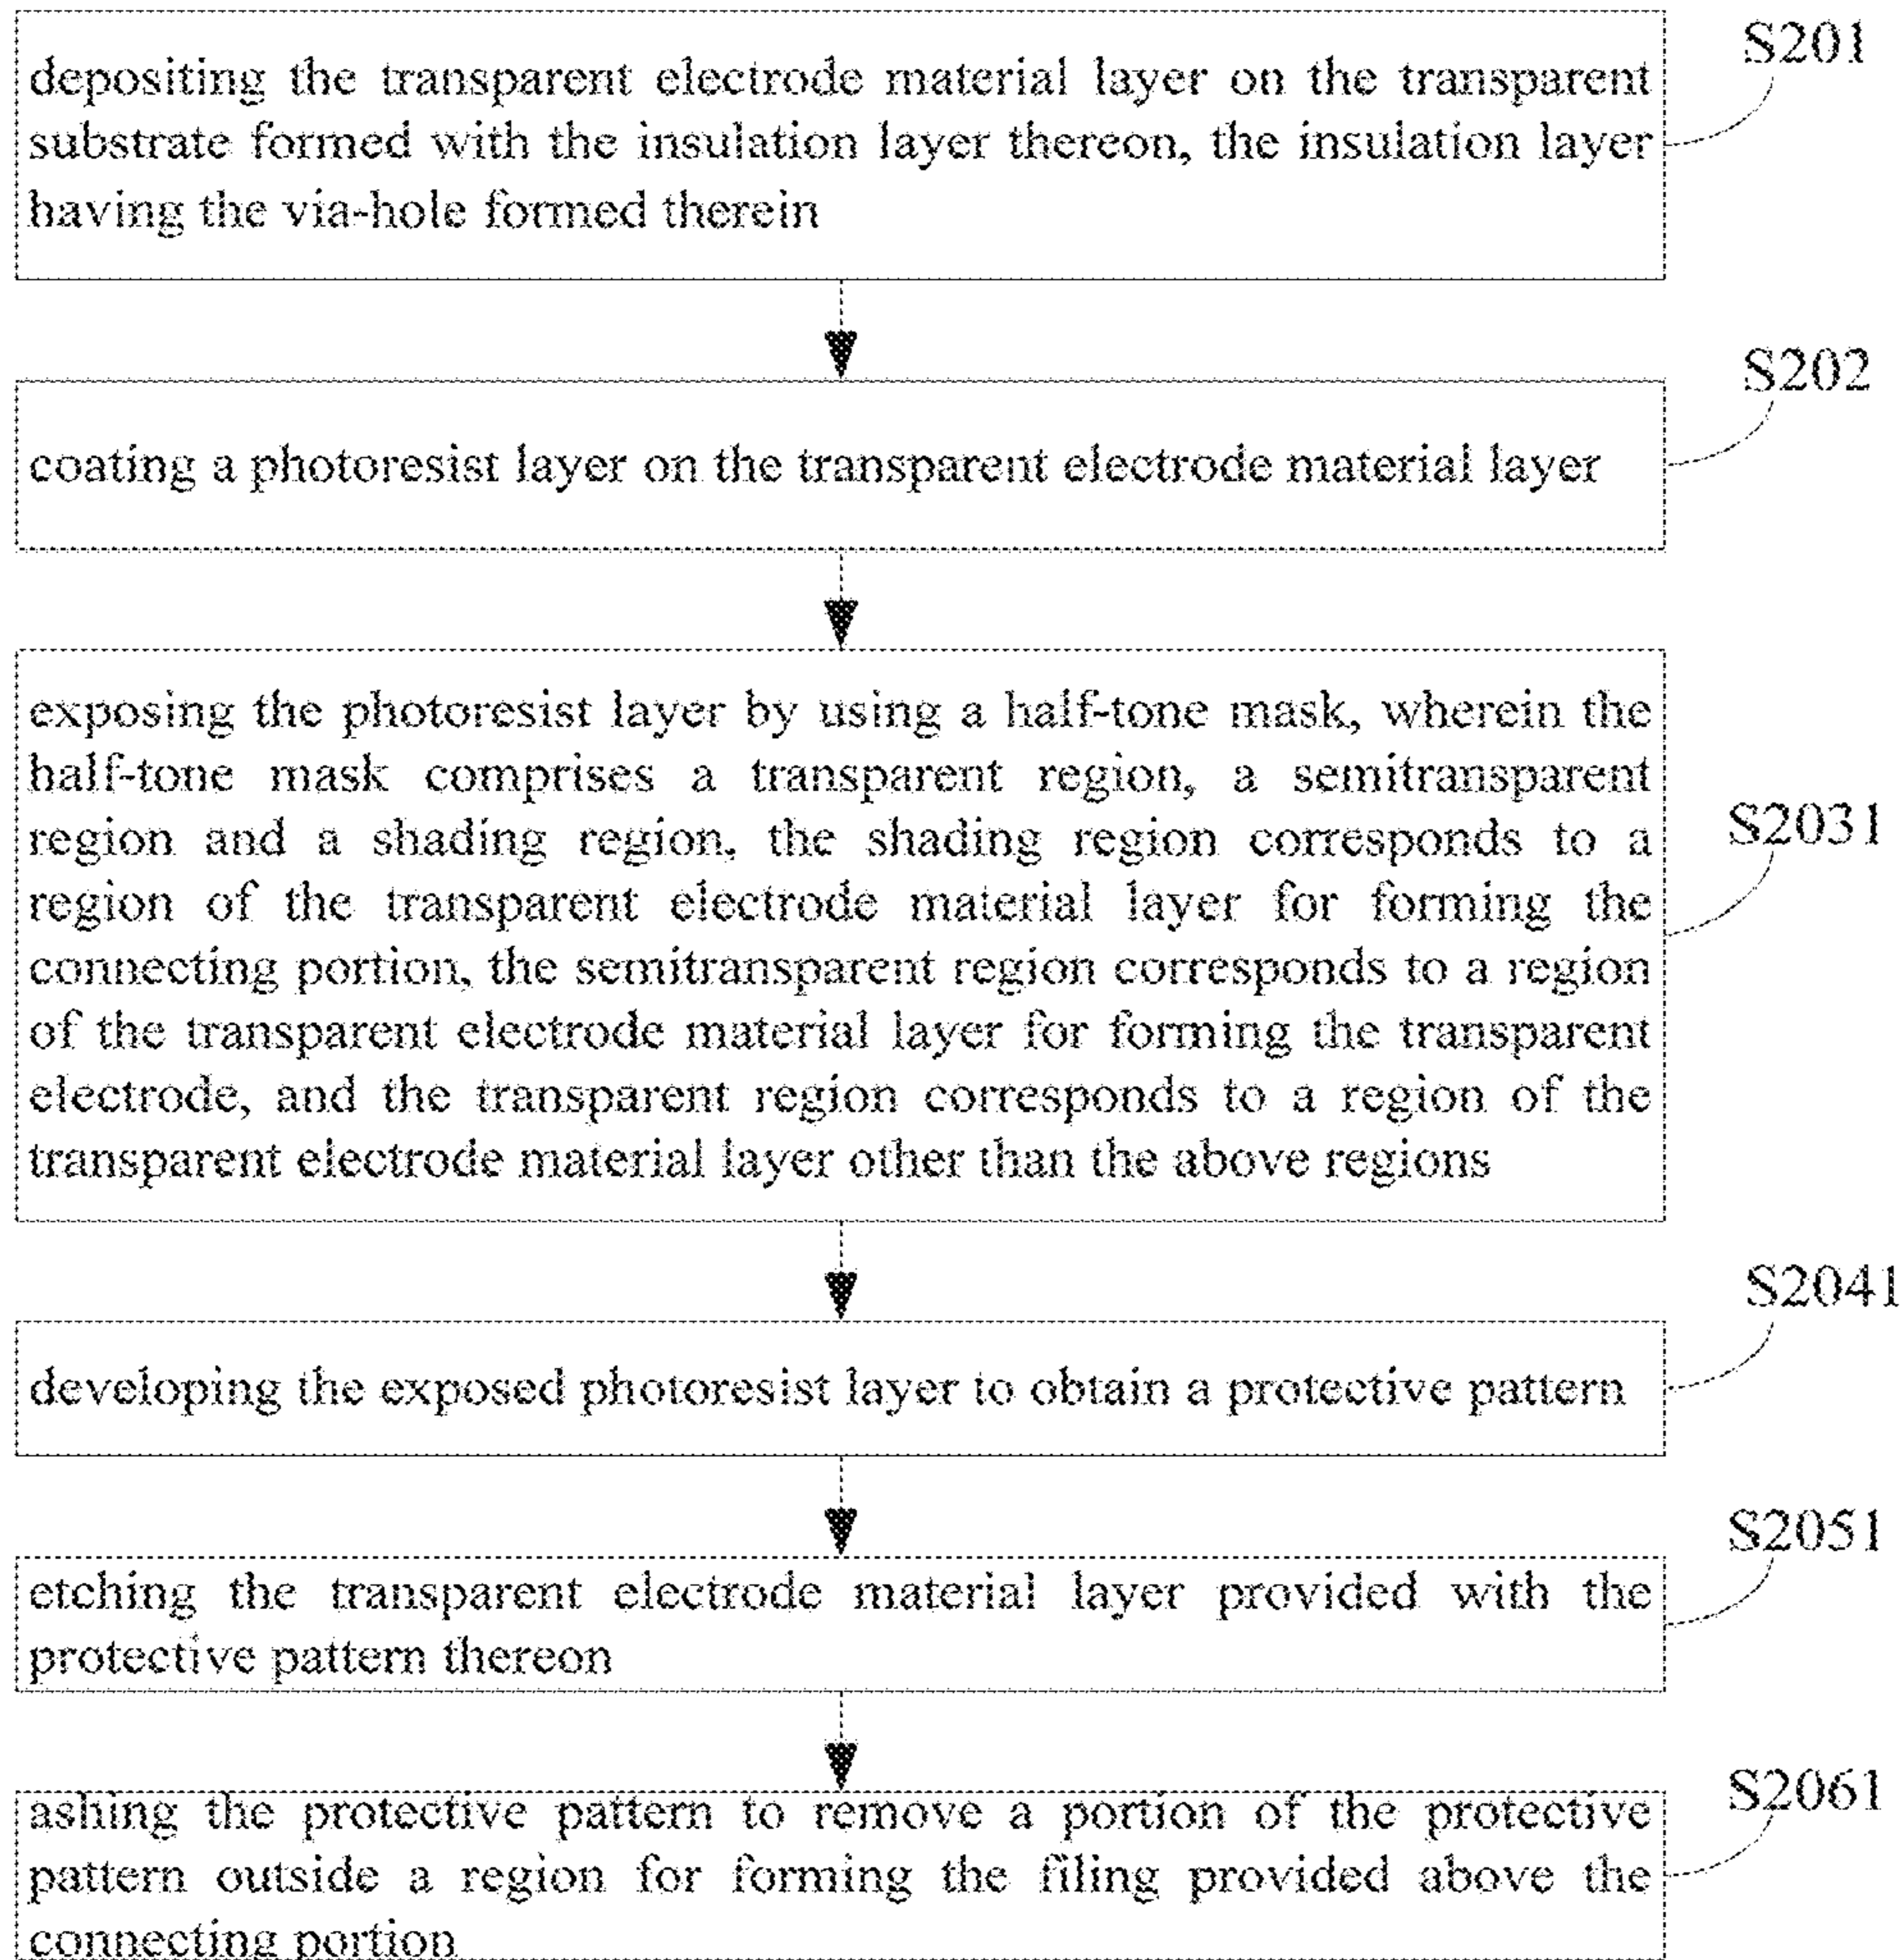 S201
depositing the transparent electrode material layer on the transparent
substrate formed with the insulation layer thereon, the insulation layer
having the via-hole formed therein
S202
coating a photoresist layer on the transparent electrode material layer
S2031
exposing the photoresist layer by using a half-tone mask, wherein the
half-tone mask comprises a transparent region, a semitransparent
region and a shading region, the shading region corresponds to a
region of the transparent electrode material layer for forming the
connecting portion, the semitransparent region corresponds to a region
of the transparent electrode material layer for forming the transparent
electrode, and the transparent region corresponds to a region of the
transparent electrode material layer other than the above regions
S2041
developing the exposed photoresist layer to obtain a protective pattern
S2051
etching the transparent electrode material layer provided with the
protective pattern thereon
S2061
ashing the protective pattern to remove a portion of the protective
pattern outside a region for forming the filing provided above the
connecting portion